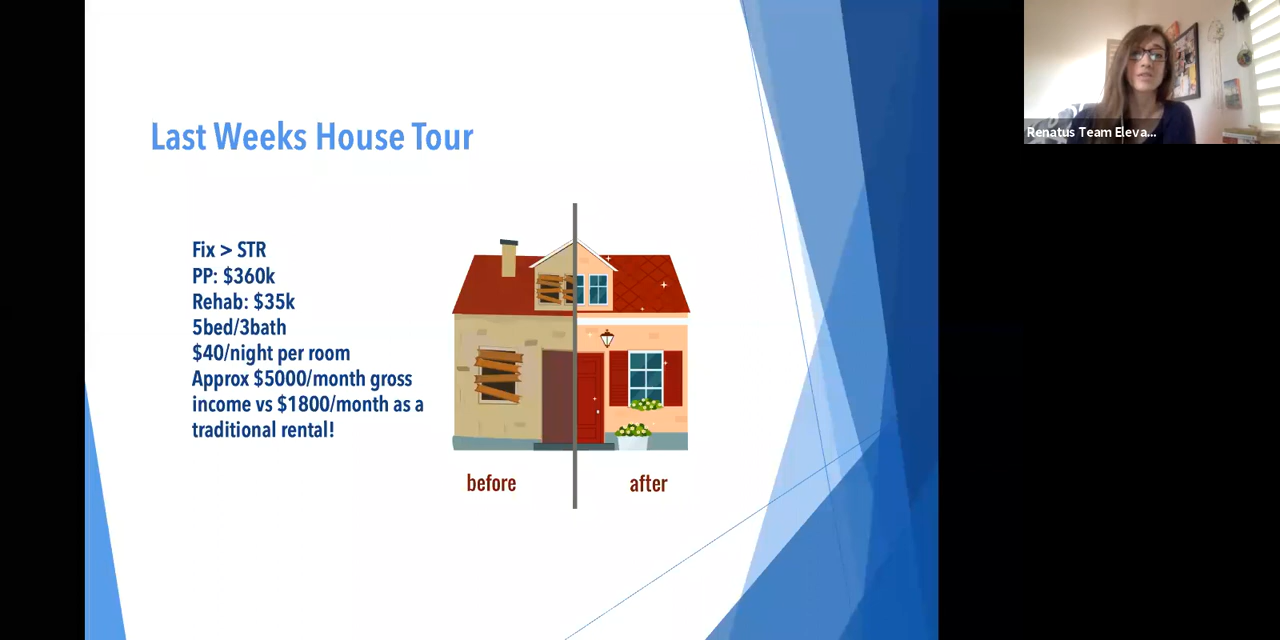 Last Weeks House Tour
Fix > STR
PP: $360k
Rehab: $35k
5bed/3bath
$40/night per room
Approx $5000/month gross
income vs $1800/month as a
traditional rental!
before
after
Renatus Team Eleva...